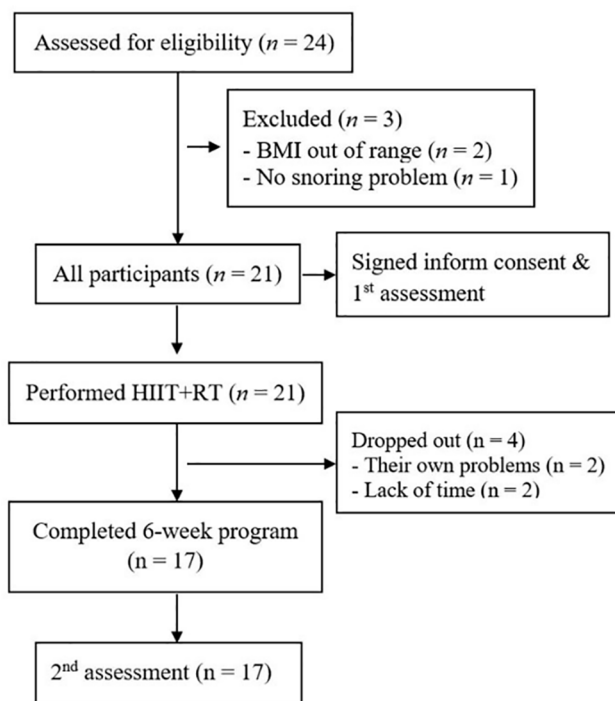 Assessed for eligibility (n = 24)
Excluded (n = 3)
- BMI out of range (n = 2)
- No snoring problem (n = 1)
All participants (n = 21)
Signed inform consent &
1st assessment
Performed HIIT+RT (n = 21)
Dropped out (n = 4)
- Their own problems (n = 2)
- Lack of time (n = 2)
Completed 6-week program
(n = 17)
2nd assessment (n = 17)